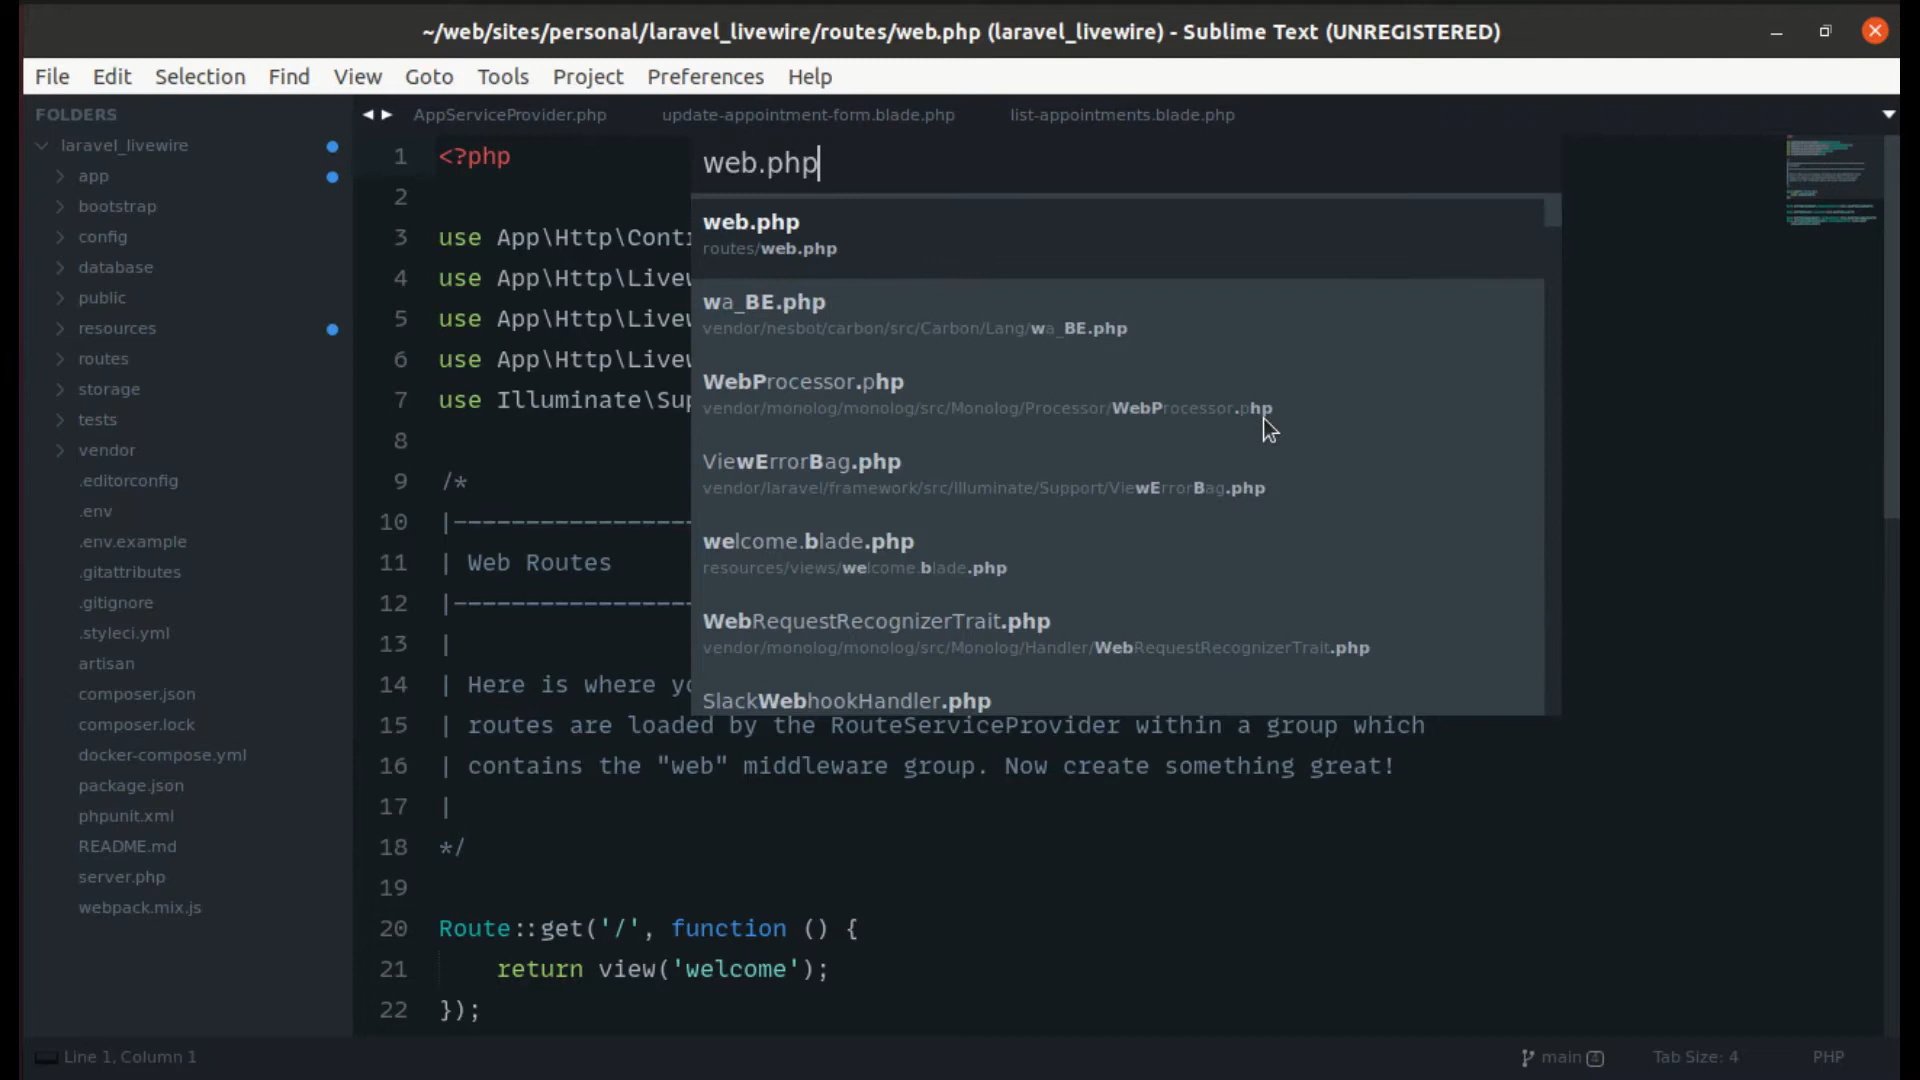 ~/web/sites/personal/laravel_livewire/routes/web.php (laravel_livewire) - Sublime Text (UNREGISTERED)
File Edit Selection Find View Goto Tools Project Preferences Help
FOLDERS
laravel_livewire
app
bootstrap
config
database
public
resources
routes
storage
tests
vendor
.editorconfig
.env
.env.example
.gitattributes
.gitignore
.styleci.yml
artisan
composer.json
composer.lock
docker-compose.yml
package.json
phpunit.xml
README.md
server.php
webpack.mix.js
AppServiceProvider.php update-appointment-form.blade.php list-appointments.blade.php
web.php
web.php
routes/web.php
wa_BE.php
vendor/nesbot/carbon/src/Carbon/Lang/wa_BE.php
WebProcessor.php
vendor/monolog/monolog/src/Monolog/Processor/WebProcessor.php
ViewErrorBag.php
vendor/laravel/framework/src/Illuminate/Support/ViewErrorBag.php
welcome.blade.php
resources/views/welcome.blade.php
WebRequestRecognizerTrait.php
vendor/monolog/monolog/src/Monolog/Handler/WebRequestRecognizerTrait.php
SlackWebhookHandler.php
1 <?php
2
3 use App\Http\Cont
4 use App\Http\Live
5 use App\Http\Live
6 use App\Http\Live
7 use Illuminate\Sup
8
9 /*
10 |-----------------
11 | Web Routes
12 |-----------------
13 |
14 | Here is where yo
15 | routes are loaded by the RouteServiceProvider within a group which
16 | contains the "web" middleware group. Now create something great!
17 |
18 */
19
20 Route::get('/', function () {
21     return view('welcome');
22 });
Line 1, Column 1 main 4 Tab Size: 4 PHP